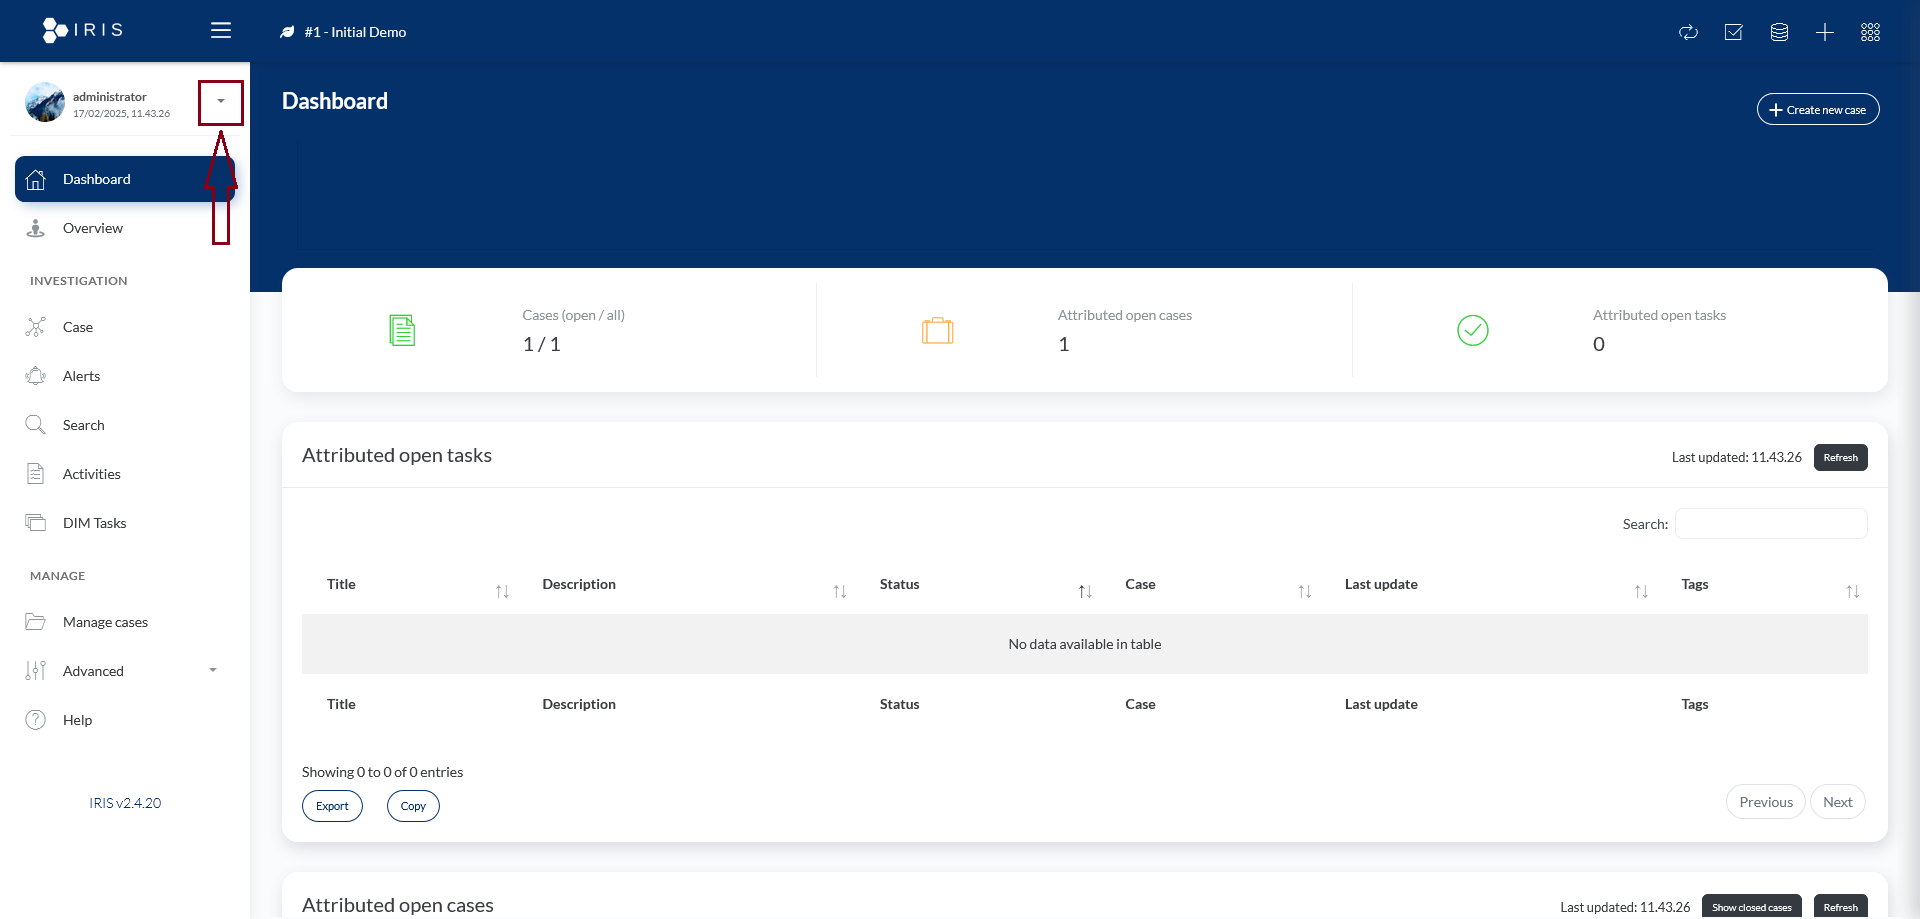 IRIS
#1 - Initial Demo
administrator
17/02/2025, 11.43.26
Dashboard
Overview
INVESTIGATION
Case
Alerts
Search
Activities
DIM Tasks
MANAGE
Manage cases
Advanced
Help
IRIS v2.4.20
Dashboard
Create new case
Cases (open / all)
1 / 1
Attributed open cases
1
Attributed open tasks
0
Attributed open tasks
Last updated: 11.43.26 Refresh
Search:
Title Description Status Case Last update Tags
No data available in table
Title Description Status Case Last update Tags
Showing 0 to 0 of 0 entries
Export Copy
Previous Next
Attributed open cases
Last updated: 11.43.26 Show closed cases Refresh